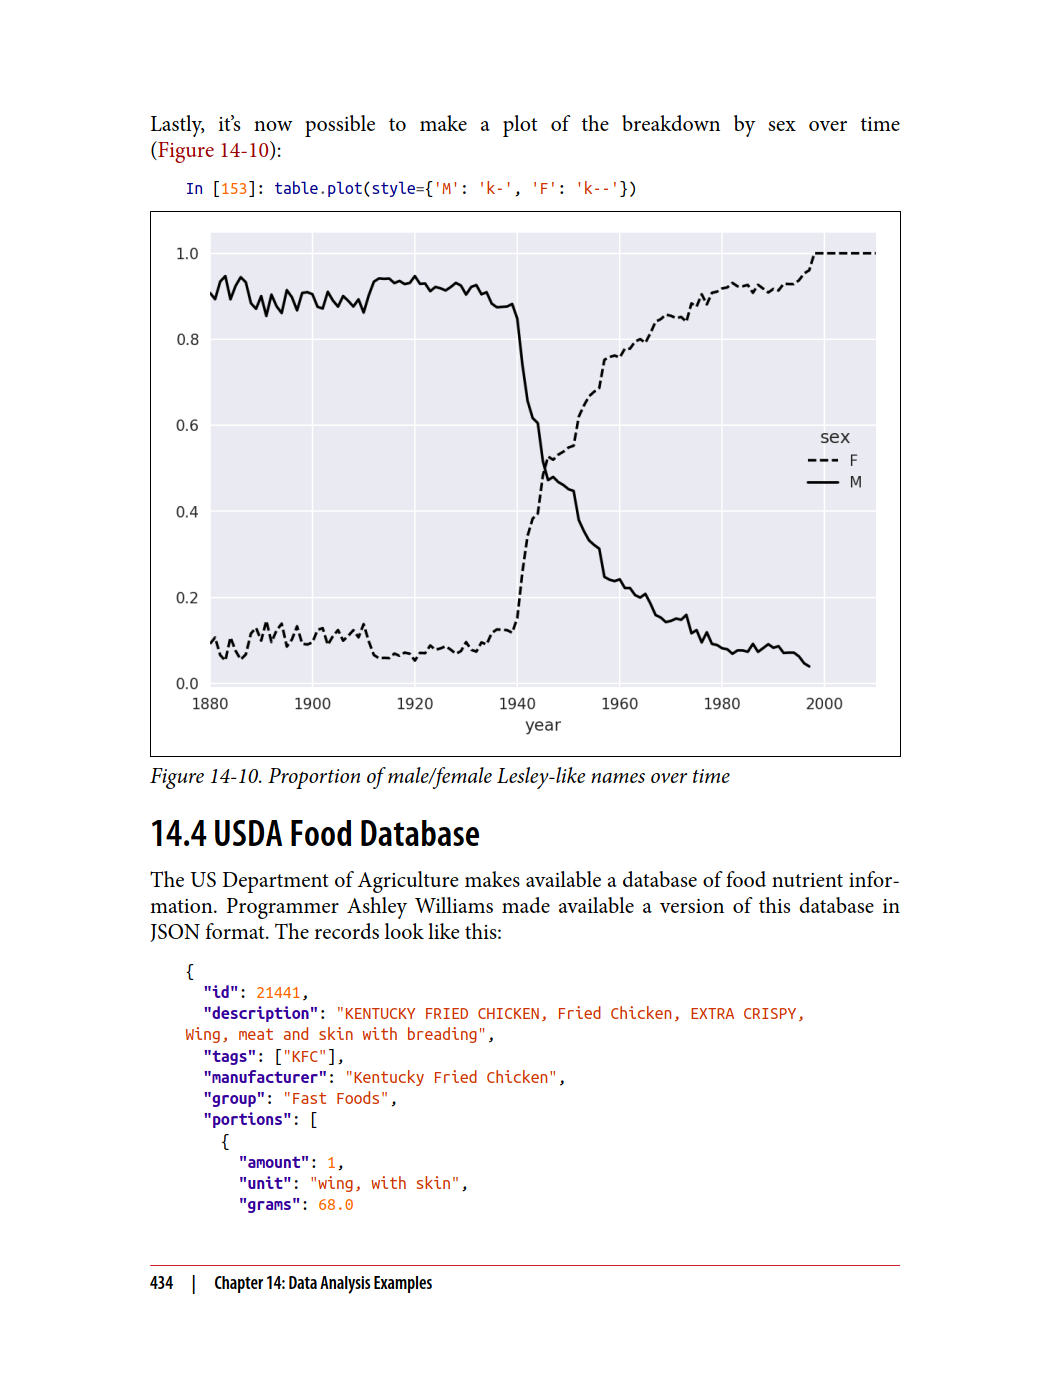 Lastly, it’s now possible to make a plot of the breakdown by sex over time
(Figure 14-10):
In [153]: table.plot(style={'M': 'k-', 'F': 'k--'})
1.0
0.8
0.6
0.4
0.2
0.0
sex
F
M
1880 1900 1920 1940 1960 1980 2000
year
Figure 14-10. Proportion of male/female Lesley-like names over time
14.4 USDA Food Database
The US Department of Agriculture makes available a database of food nutrient infor-
mation. Programmer Ashley Williams made available a version of this database in
JSON format. The records look like this:
{
"id": 21441,
"description": "KENTUCKY FRIED CHICKEN, Fried Chicken, EXTRA CRISPY,
Wing, meat and skin with breading",
"tags": ["KFC"],
"manufacturer": "Kentucky Fried Chicken",
"group": "Fast Foods",
"portions": [
{
"amount": 1,
"unit": "wing, with skin",
"grams": 68.0
434 | Chapter 14: Data Analysis Examples